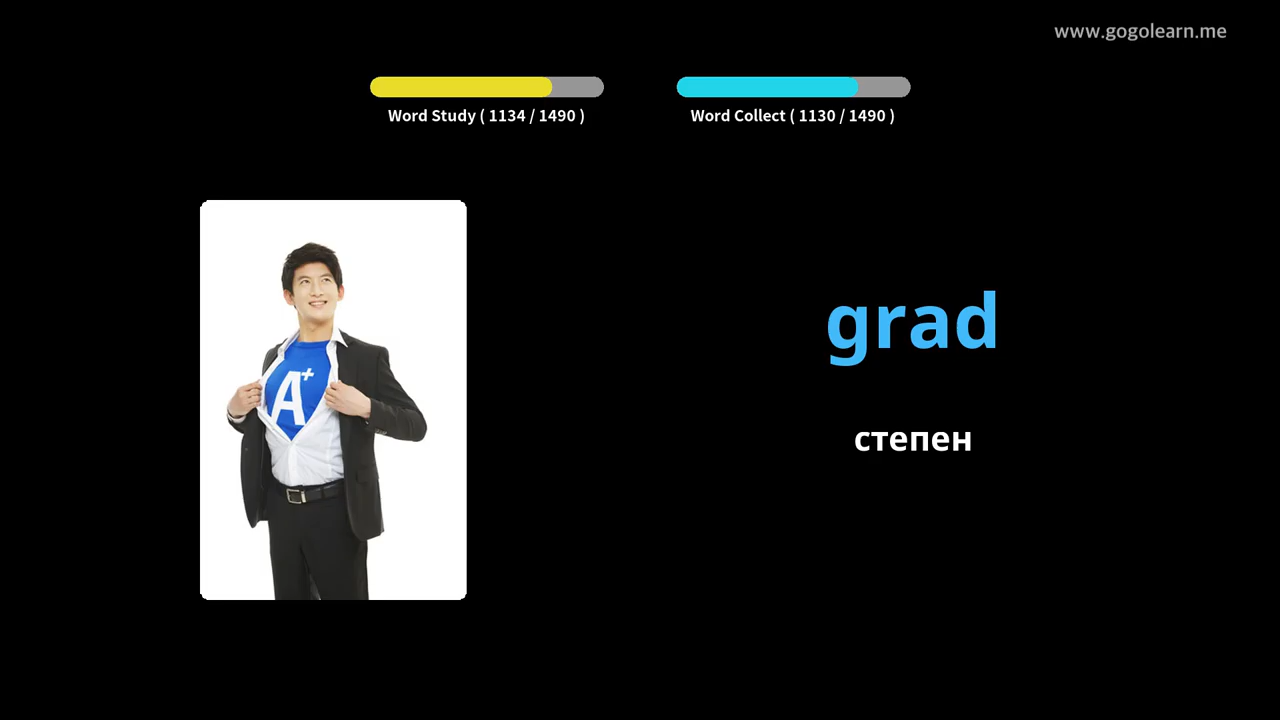 www.gogolearn.me
Word Study ( 1134 / 1490 )
Word Collect ( 1130 / 1490 )
A+
grad
степен